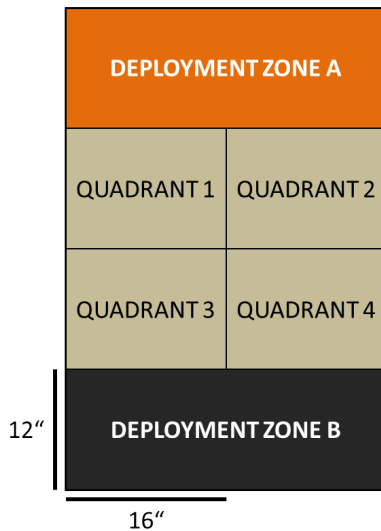 DEPLOYMENT ZONE A
QUADRANT 1
QUADRANT 2
QUADRANT 3
QUADRANT 4
12“
DEPLOYMENT ZONE B
16“